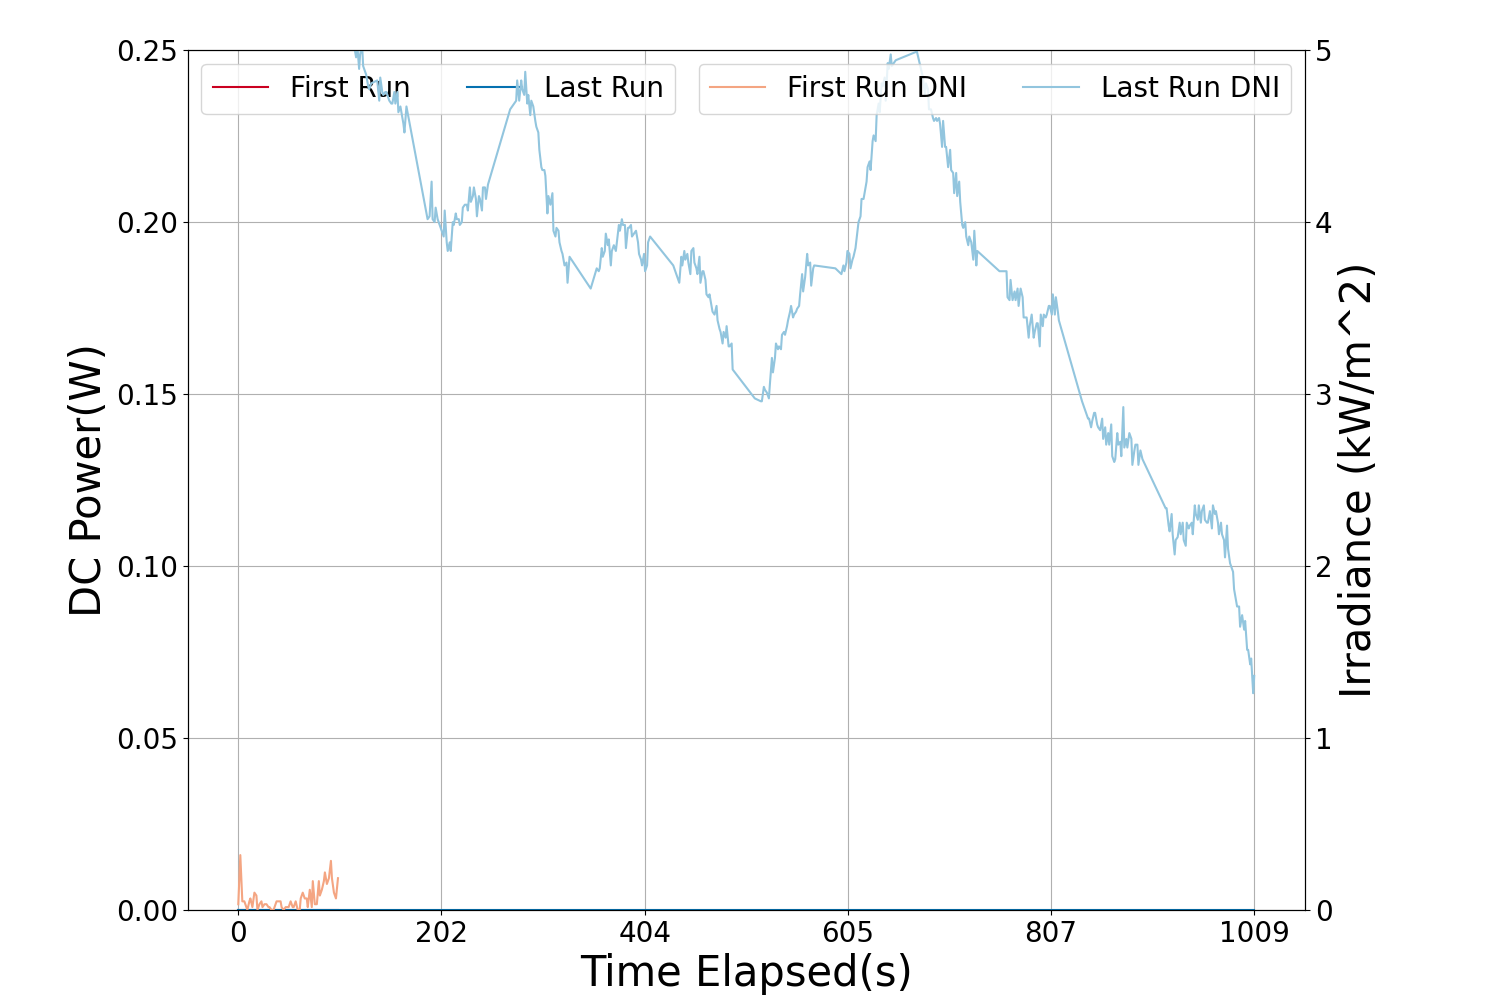 First Run
Last Run
First Run DNI
Last Run DNI
0.25
0.20
0.15
0.10
0.05
0.00
DC Power(W)
5
4
3
2
1
0
Irradiance (kW/m^2)
0 202 404 605 807 1009
Time Elapsed(s)